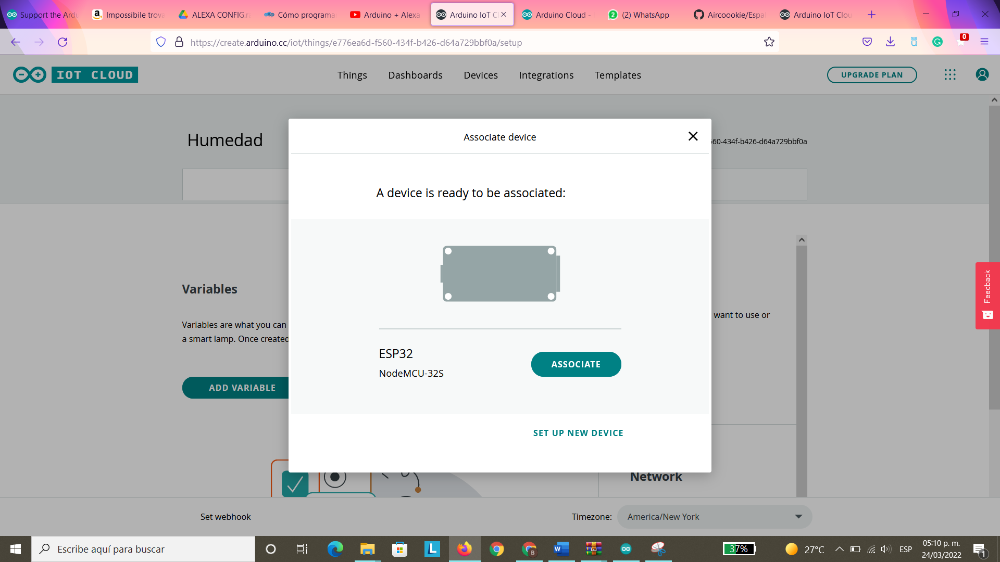 Support the Ardu
Impossibile trova
ALEXA CONFIG.ra
Cómo programa
Arduino + Alexa
Arduino IoT Cl
Arduino Cloud -
(2) WhatsApp
Aircoookie/Espa
Arduino IoT Clou
https://create.arduino.cc/iot/things/e776ea6d-f560-434f-b426-d64a729bbf0a/setup
0
IOT CLOUD
Things
Dashboards
Devices
Integrations
Templates
UPGRADE PLAN
Humedad
Associate device
60-434f-b426-d64a729bbf0a
A device is ready to be associated:
Variables
Variables are what you can
a smart lamp. Once created
want to use or
Feedback
ESP32
NodeMCU-32S
ASSOCIATE
ADD VARIABLE
SET UP NEW DEVICE
Network
Set webhook
Timezone:
America/New York
Escribe aquí para buscar
37%
27°C
ESP
05:10 p. m.
24/03/2022
1